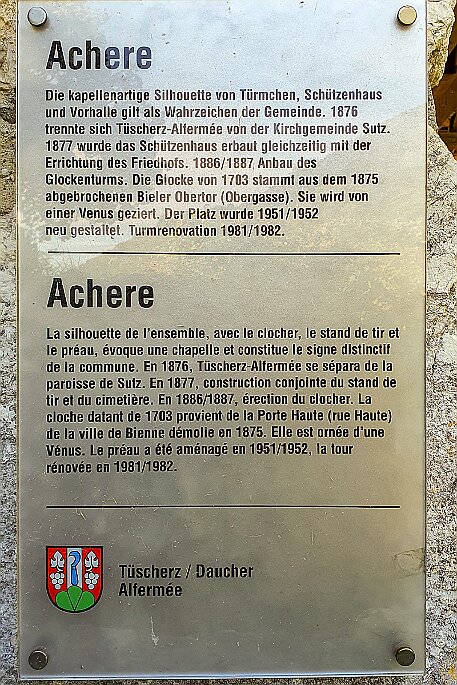 Achere
Die kapellenartige Silhouette von Türmchen, Schützenhaus
und Vorhalle gilt als Wahrzeichen der Gemeinde. 1876
trennte sich Tüscherz-Alfermée von der Kirchgemeinde Sutz.
1877 wurde das Schützenhaus erbaut gleichzeitig mit der
Errichtung des Friedhofs. 1886/1887 Anbau des
Glockenturms. Die Glocke von 1703 stammt aus dem 1875
abgebrochenen Bieler Obertor (Obergasse). Sie wird von
einer Venus geziert. Der Platz wurde 1951/1952
neu gestaltet. Turmrenovation 1981/1982.
Achere
La silhouette de l'ensemble, avec le clocher, le stand de tir et
le préau, évoque une chapelle et constitue le signe distinctif
de la commune. En 1876, Tüscherz-Alfermée se sépara de la
paroisse de Sutz. En 1877, construction conjointe du stand de
tir et du cimetière. En 1886/1887, érection du clocher. La
cloche datant de 1703 provient de la Porte Haute (rue Haute)
de la ville de Bienne démolie en 1875. Elle est ornée d'une
Vénus. Le préau a été aménagé en 1951/1952, la tour
rénovée en 1981/1982.
Tüscherz / Daucher
Alfermée